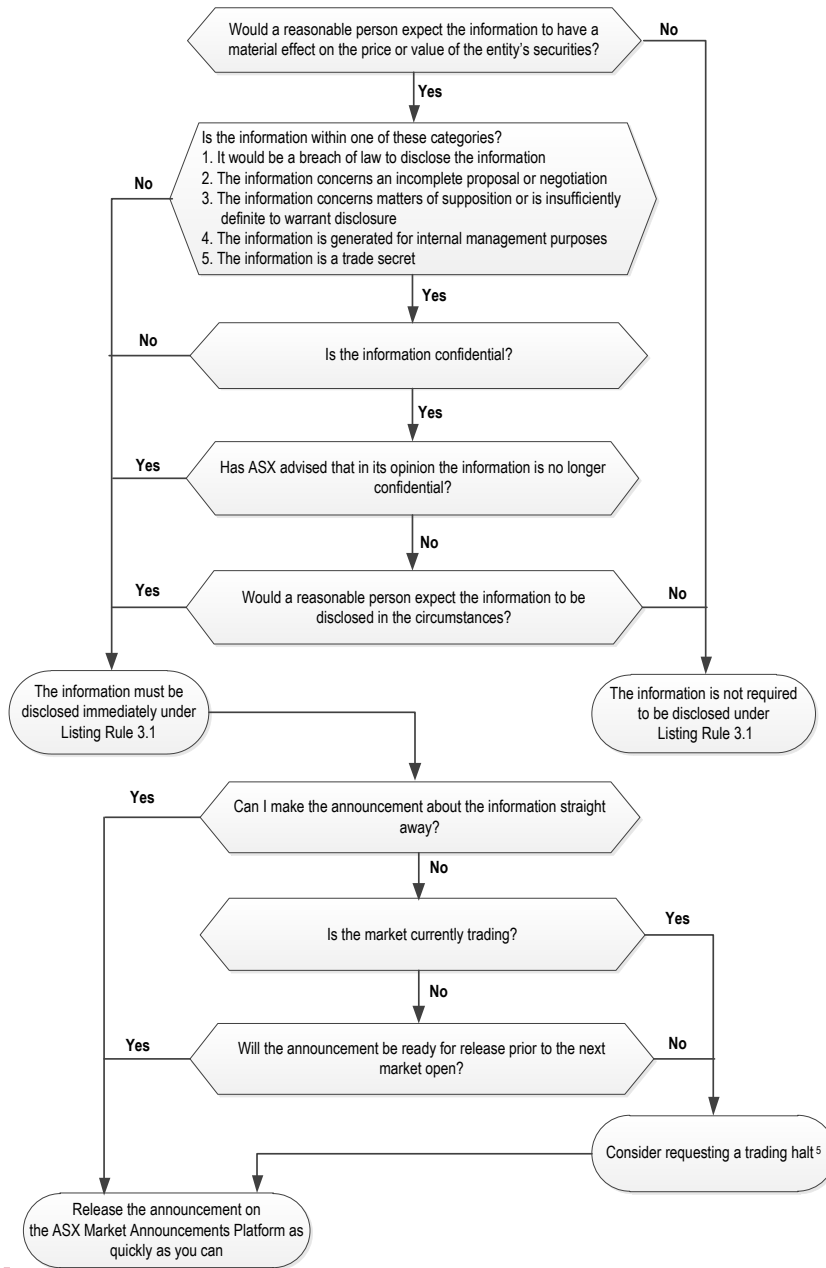 Would a reasonable person expect the information to have a
material effect on the price or value of the entity's securities?
No
Yes
Is the information within one of these categories?
1. It would be a breach of law to disclose the information
2. The information concerns an incomplete proposal or negotiation
3. The information concerns matters of supposition or is insufficiently
definite to warrant disclosure
4. The information is generated for internal management purposes
5. The information is a trade secret
No
Yes
No
Is the information confidential?
Yes
Yes
Has ASX advised that in its opinion the information is no longer
confidential?
No
Yes
Would a reasonable person expect the information to be
disclosed in the circumstances?
No
The information must be
disclosed immediately under
Listing Rule 3.1
The information is not required
to be disclosed under
Listing Rule 3.1
Yes
Can I make the announcement about the information straight
away?
No
Is the market currently trading?
Yes
No
Yes
Will the announcement be ready for release prior to the next
market open?
No
Consider requesting a trading halt 5
Release the announcement on
the ASX Market Announcements Platform as
quickly as you can